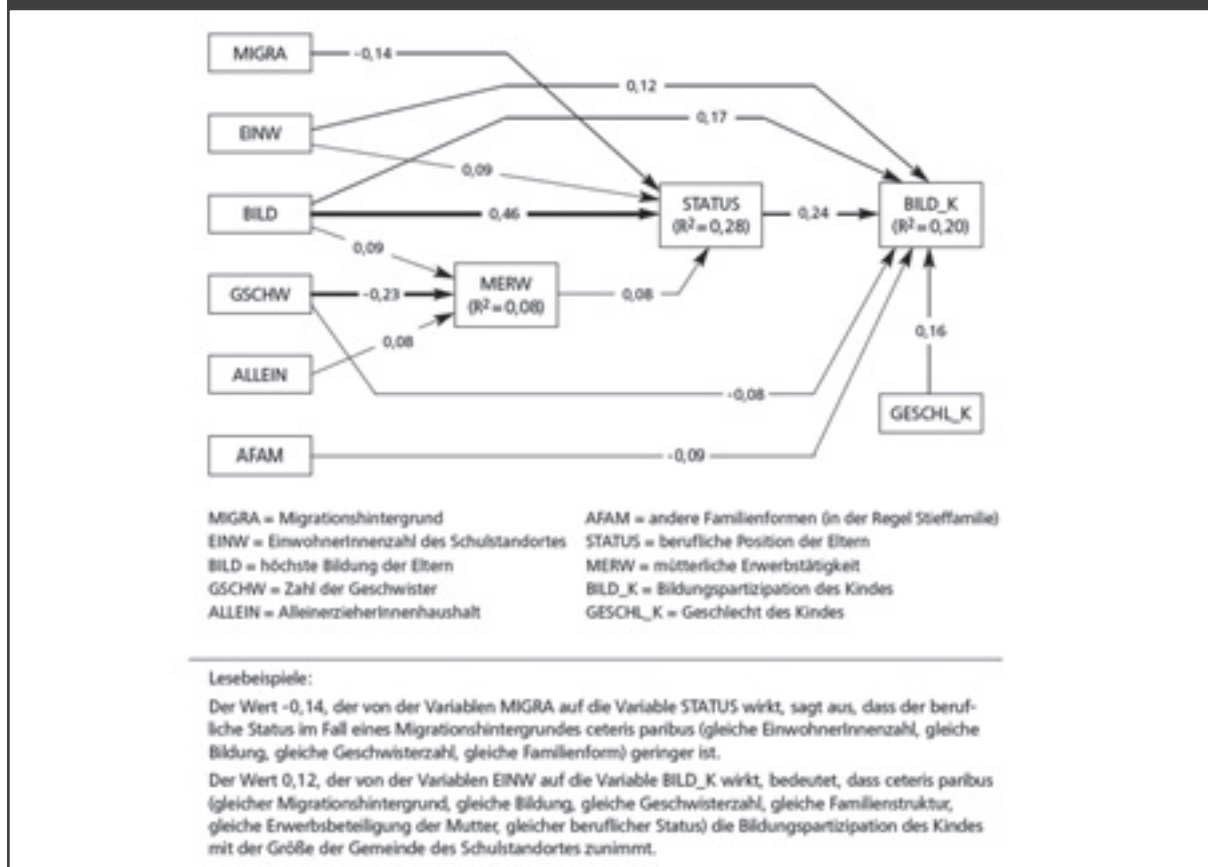 MIGRA
-0,14
0,12
EINW
0,17
0,09
BILD
0,46
STATUS
(R²=0,28)
0,24
BILD_K
(R²=0,20)
0,09
GSCHW
-0,23
MERW
(R²=0,08)
0,08
0,16
ALLEIN
0,08
-0,08
GESCHL_K
AFAM
-0,09
MIGRA = Migrationshintergrund
EINW = EinwohnerInnenzahl des Schulstandortes
BILD = höchste Bildung der Eltern
GSCHW = Zahl der Geschwister
ALLEIN = AlleinerzieherInnenhaushalt
AFAM = andere Familienformen (in der Regel Stieffamilie)
STATUS = berufliche Position der Eltern
MERW = mütterliche Erwerbstätigkeit
BILD_K = Bildungspartizipation des Kindes
GESCHL_K = Geschlecht des Kindes
Lesebeispiele:
Der Wert -0,14, der von der Variablen MIGRA auf die Variable STATUS wirkt, sagt aus, dass der beruf-
liche Status im Fall eines Migrationshintergrundes ceteris paribus (gleiche EinwohnerInnenzahl, gleiche
Bildung, gleiche Geschwisterzahl, gleiche Familienform) geringer ist.
Der Wert 0,12, der von der Variablen EINW auf die Variable BILD_K wirkt, bedeutet, dass ceteris paribus
(gleicher Migrationshintergrund, gleiche Bildung, gleiche Geschwisterzahl, gleiche Familienstruktur,
gleiche Erwerbsbeteiligung der Mutter, gleicher beruflicher Status) die Bildungspartizipation des Kindes
mit der Größe der Gemeinde des Schulstandortes zunimmt.